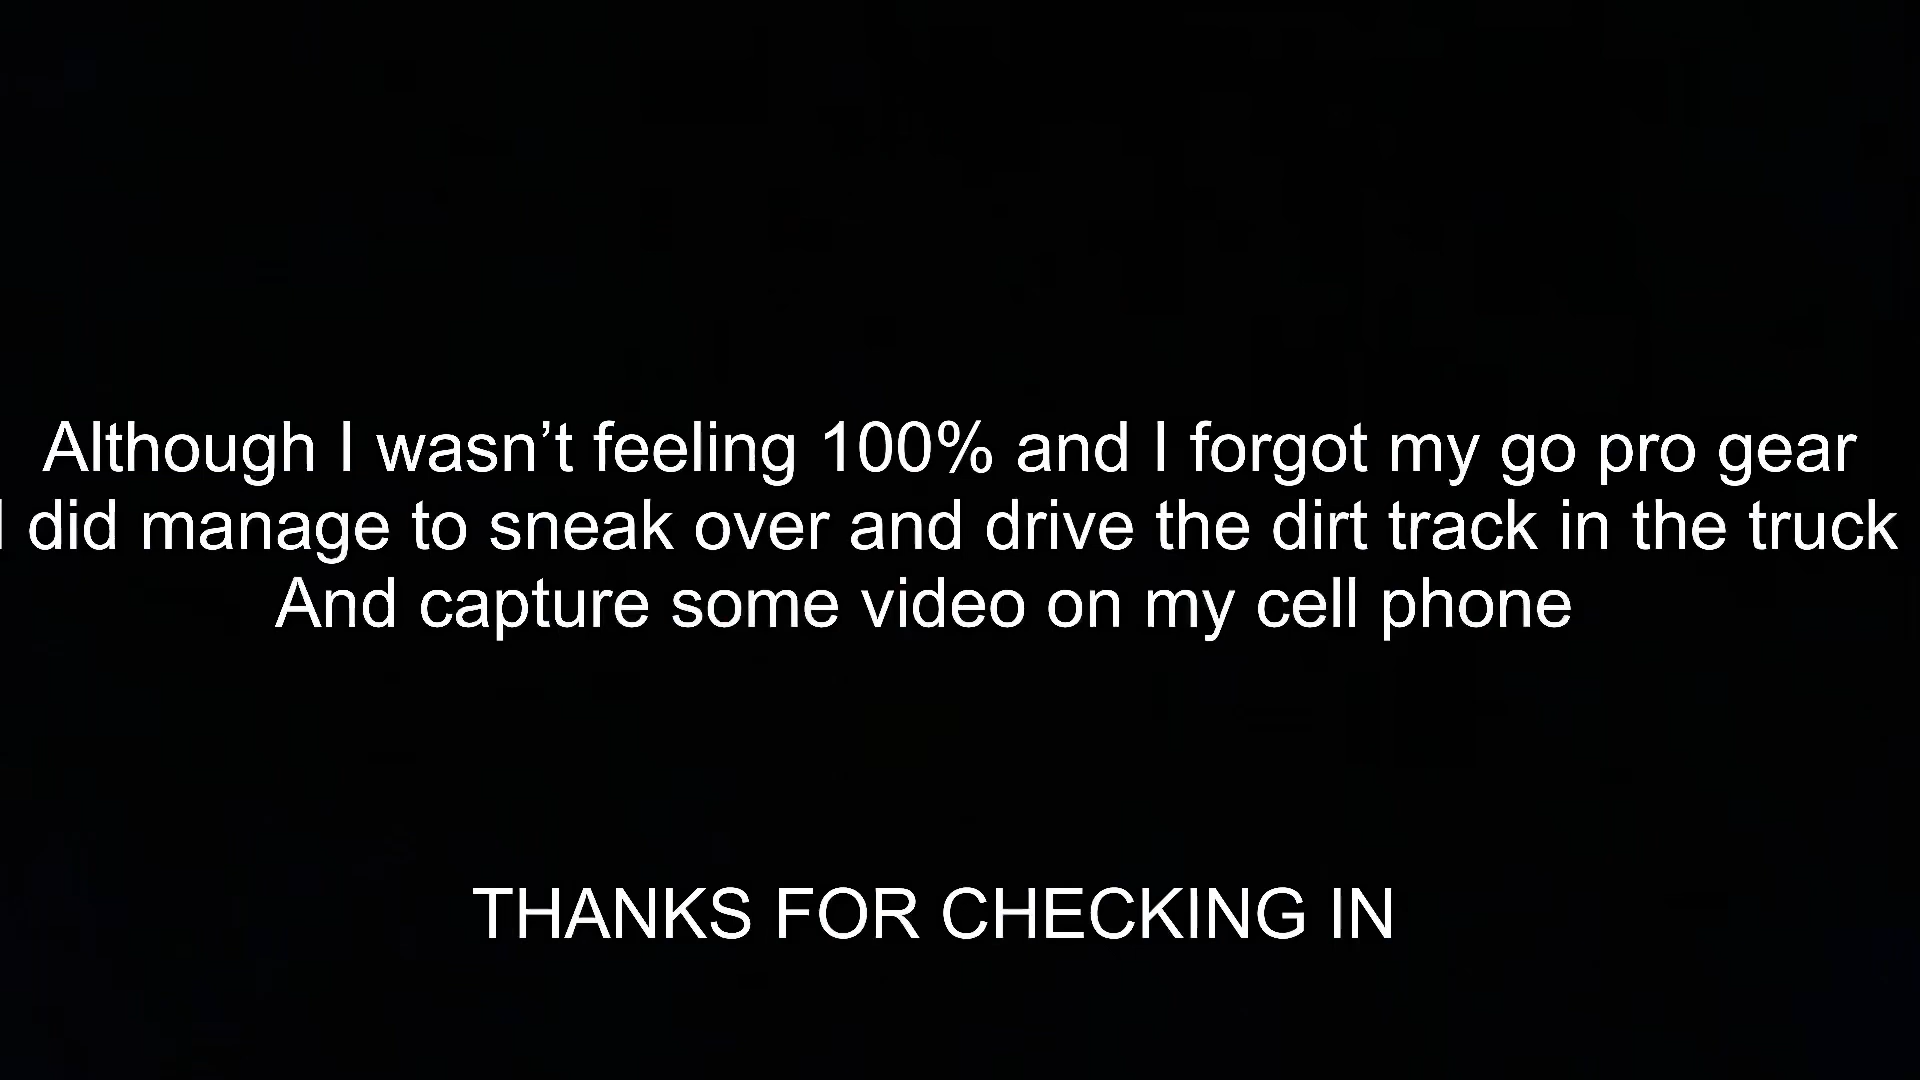 Although I wasn’t feeling 100% and I forgot my go pro gear
I did manage to sneak over and drive the dirt track in the truck
And capture some video on my cell phone
THANKS FOR CHECKING IN